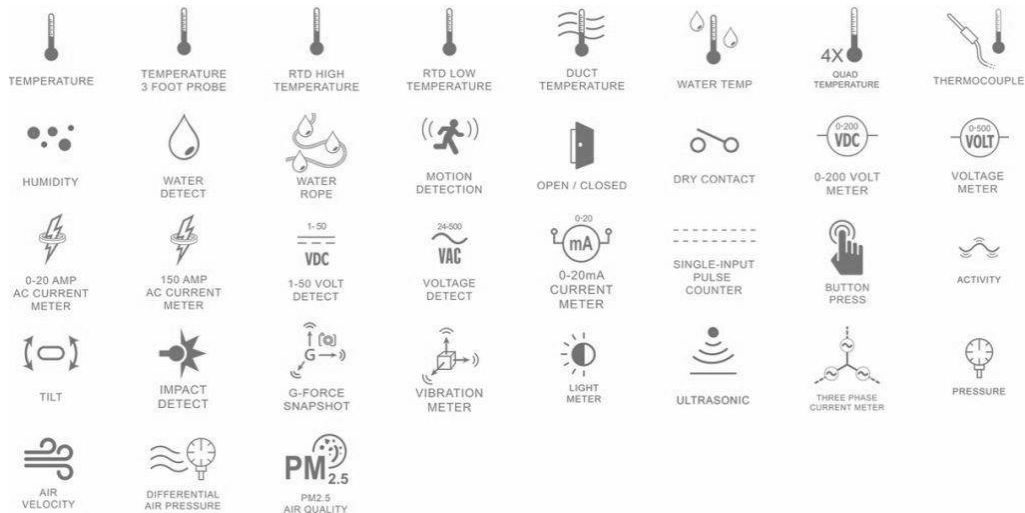 TEMPERATURE
TEMPERATURE
3 FOOT PROBE
RTD HIGH
TEMPERATURE
RTD LOW
TEMPERATURE
DUCT
TEMPERATURE
WATER TEMP
4X
QUAD
TEMPERATURE
THERMOCOUPLE
HUMIDITY
WATER
DETECT
WATER
ROPE
MOTION
DETECTION
OPEN / CLOSED
DRY CONTACT
0-200
VDC
0-200 VOLT
METER
0-500
VOLT
VOLTAGE
METER
0-20 AMP
AC CURRENT
METER
150 AMP
AC CURRENT
METER
1-50
VDC
1-50 VOLT
DETECT
24-500
VAC
VOLTAGE
DETECT
0-20
mA
0-20mA
CURRENT
METER
SINGLE-INPUT
PULSE
COUNTER
BUTTON
PRESS
ACTIVITY
TILT
IMPACT
DETECT
G
G-FORCE
SNAPSHOT
VIBRATION
METER
LIGHT
METER
ULTRASONIC
THREE PHASE
CURRENT METER
PRESSURE
AIR
VELOCITY
DIFFERENTIAL
AIR PRESSURE
PM2.5
PM2.5
AIR QUALITY